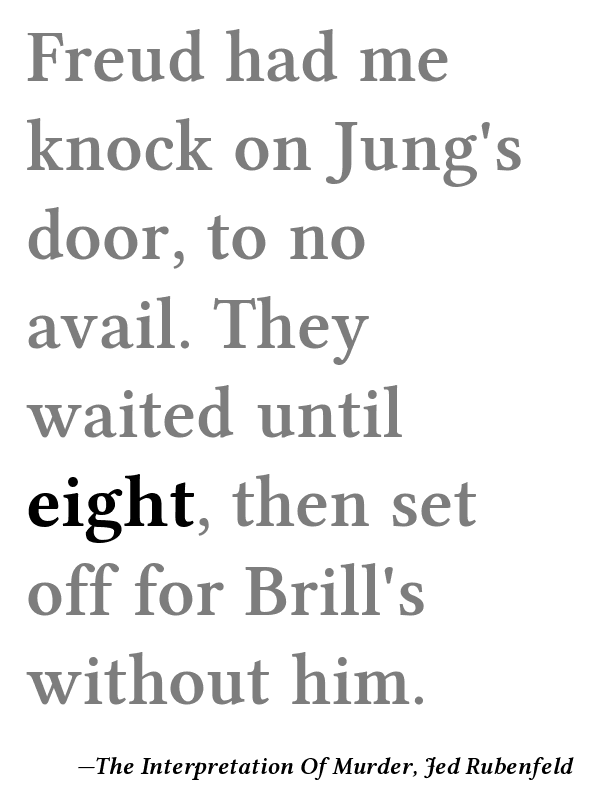 Freud had me
knock on Jung's
door, to no
avail. They
waited until
eight, then set
off for Brill's
without him.
—The Interpretation Of Murder, Jed Rubenfeld